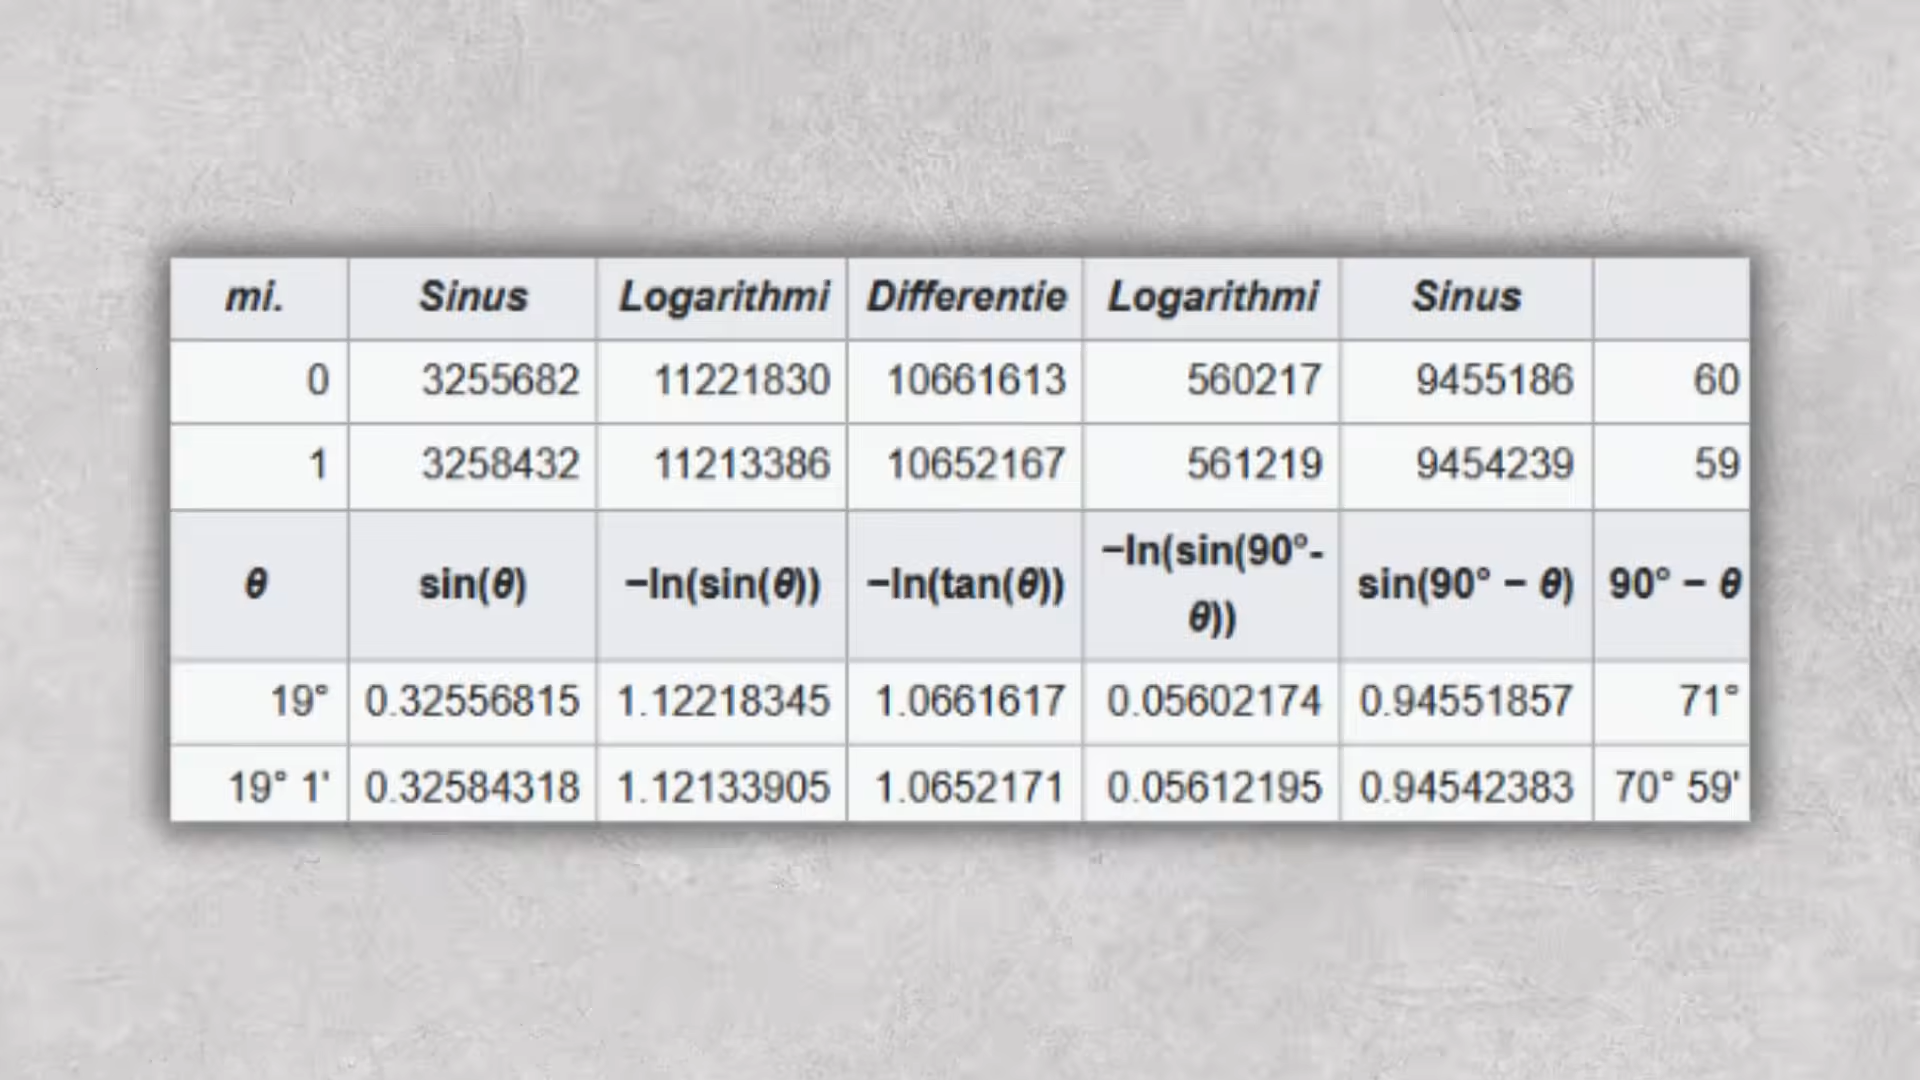 mi. Sinus Logarithmi Differentie Logarithmi Sinus
0 3255682 11221830 10661613 560217 9455186 60
1 3258432 11213386 10652167 561219 9454239 59
θ sin(θ) −ln(sin(θ)) −ln(tan(θ)) −ln(sin(90°-
θ)) sin(90° − θ) 90° − θ
19° 0.32556815 1.12218345 1.0661617 0.05602174 0.94551857 71°
19° 1' 0.32584318 1.12133905 1.0652171 0.05612195 0.94542383 70° 59'